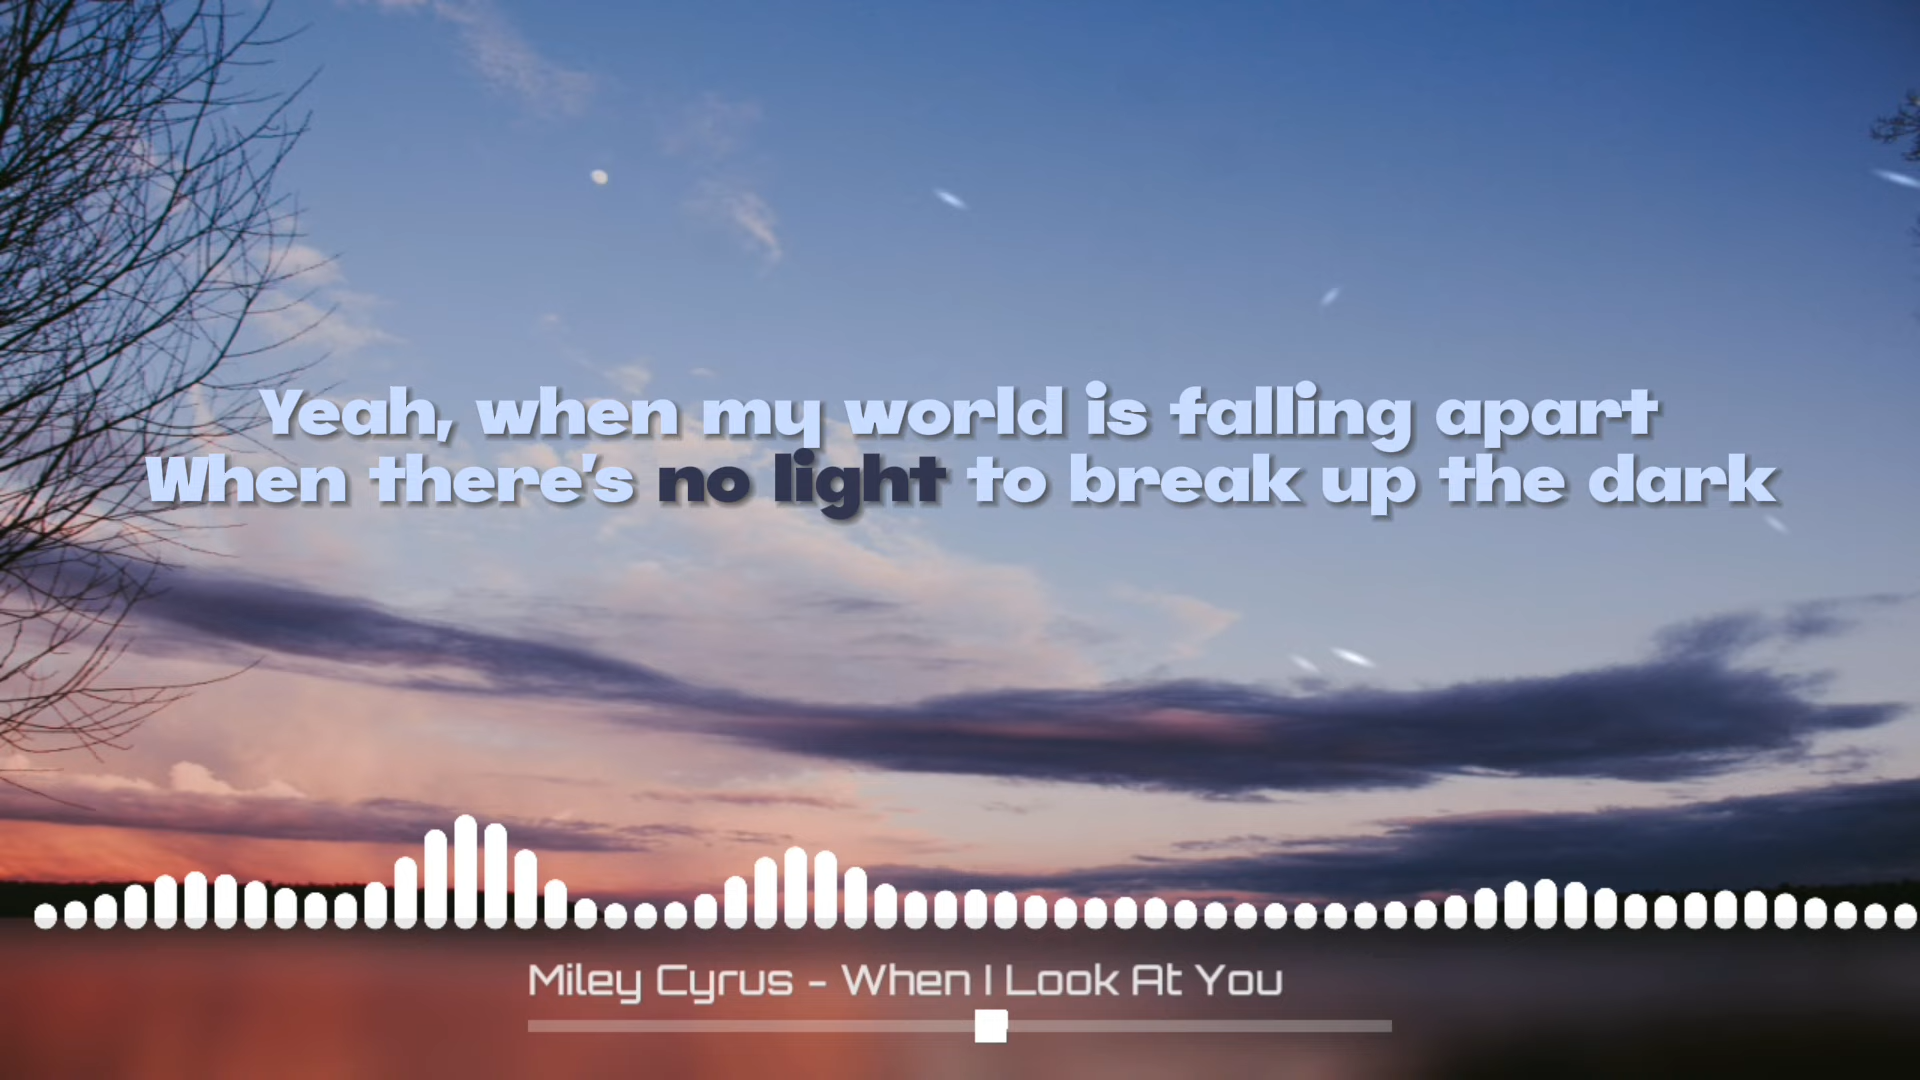 Yeah, when my world is falling apart
When there's no light to break up the dark
Miley Cyrus - When I Look At You